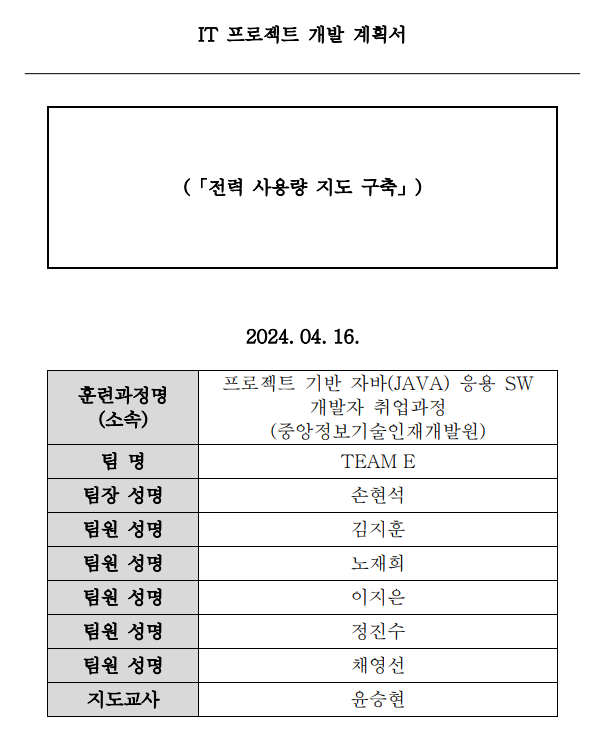 IT 프로젝트 개발 계획서
(「전력 사용량 지도 구축」)
2024. 04. 16.
훈련과정명
(소속)
프로젝트 기반 자바(JAVA) 응용 SW
개발자 취업과정
(중앙정보기술인재개발원)
팀 명
TEAM E
팀장 성명
손현석
팀원 성명
김지훈
팀원 성명
노재희
팀원 성명
이지은
팀원 성명
정진수
팀원 성명
채영선
지도교사
윤승현